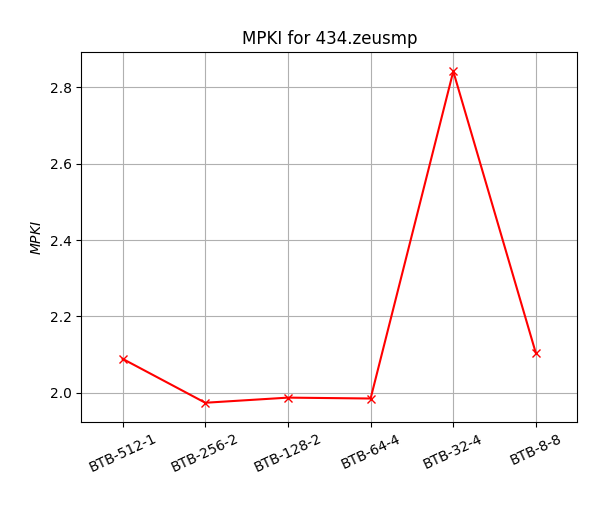 MPKI for 434.zeusmp
2.8
2.6
2.4
2.2
2.0
MPKI
BTB-512-1
BTB-256-2
BTB-128-2
BTB-64-4
BTB-32-4
BTB-8-8